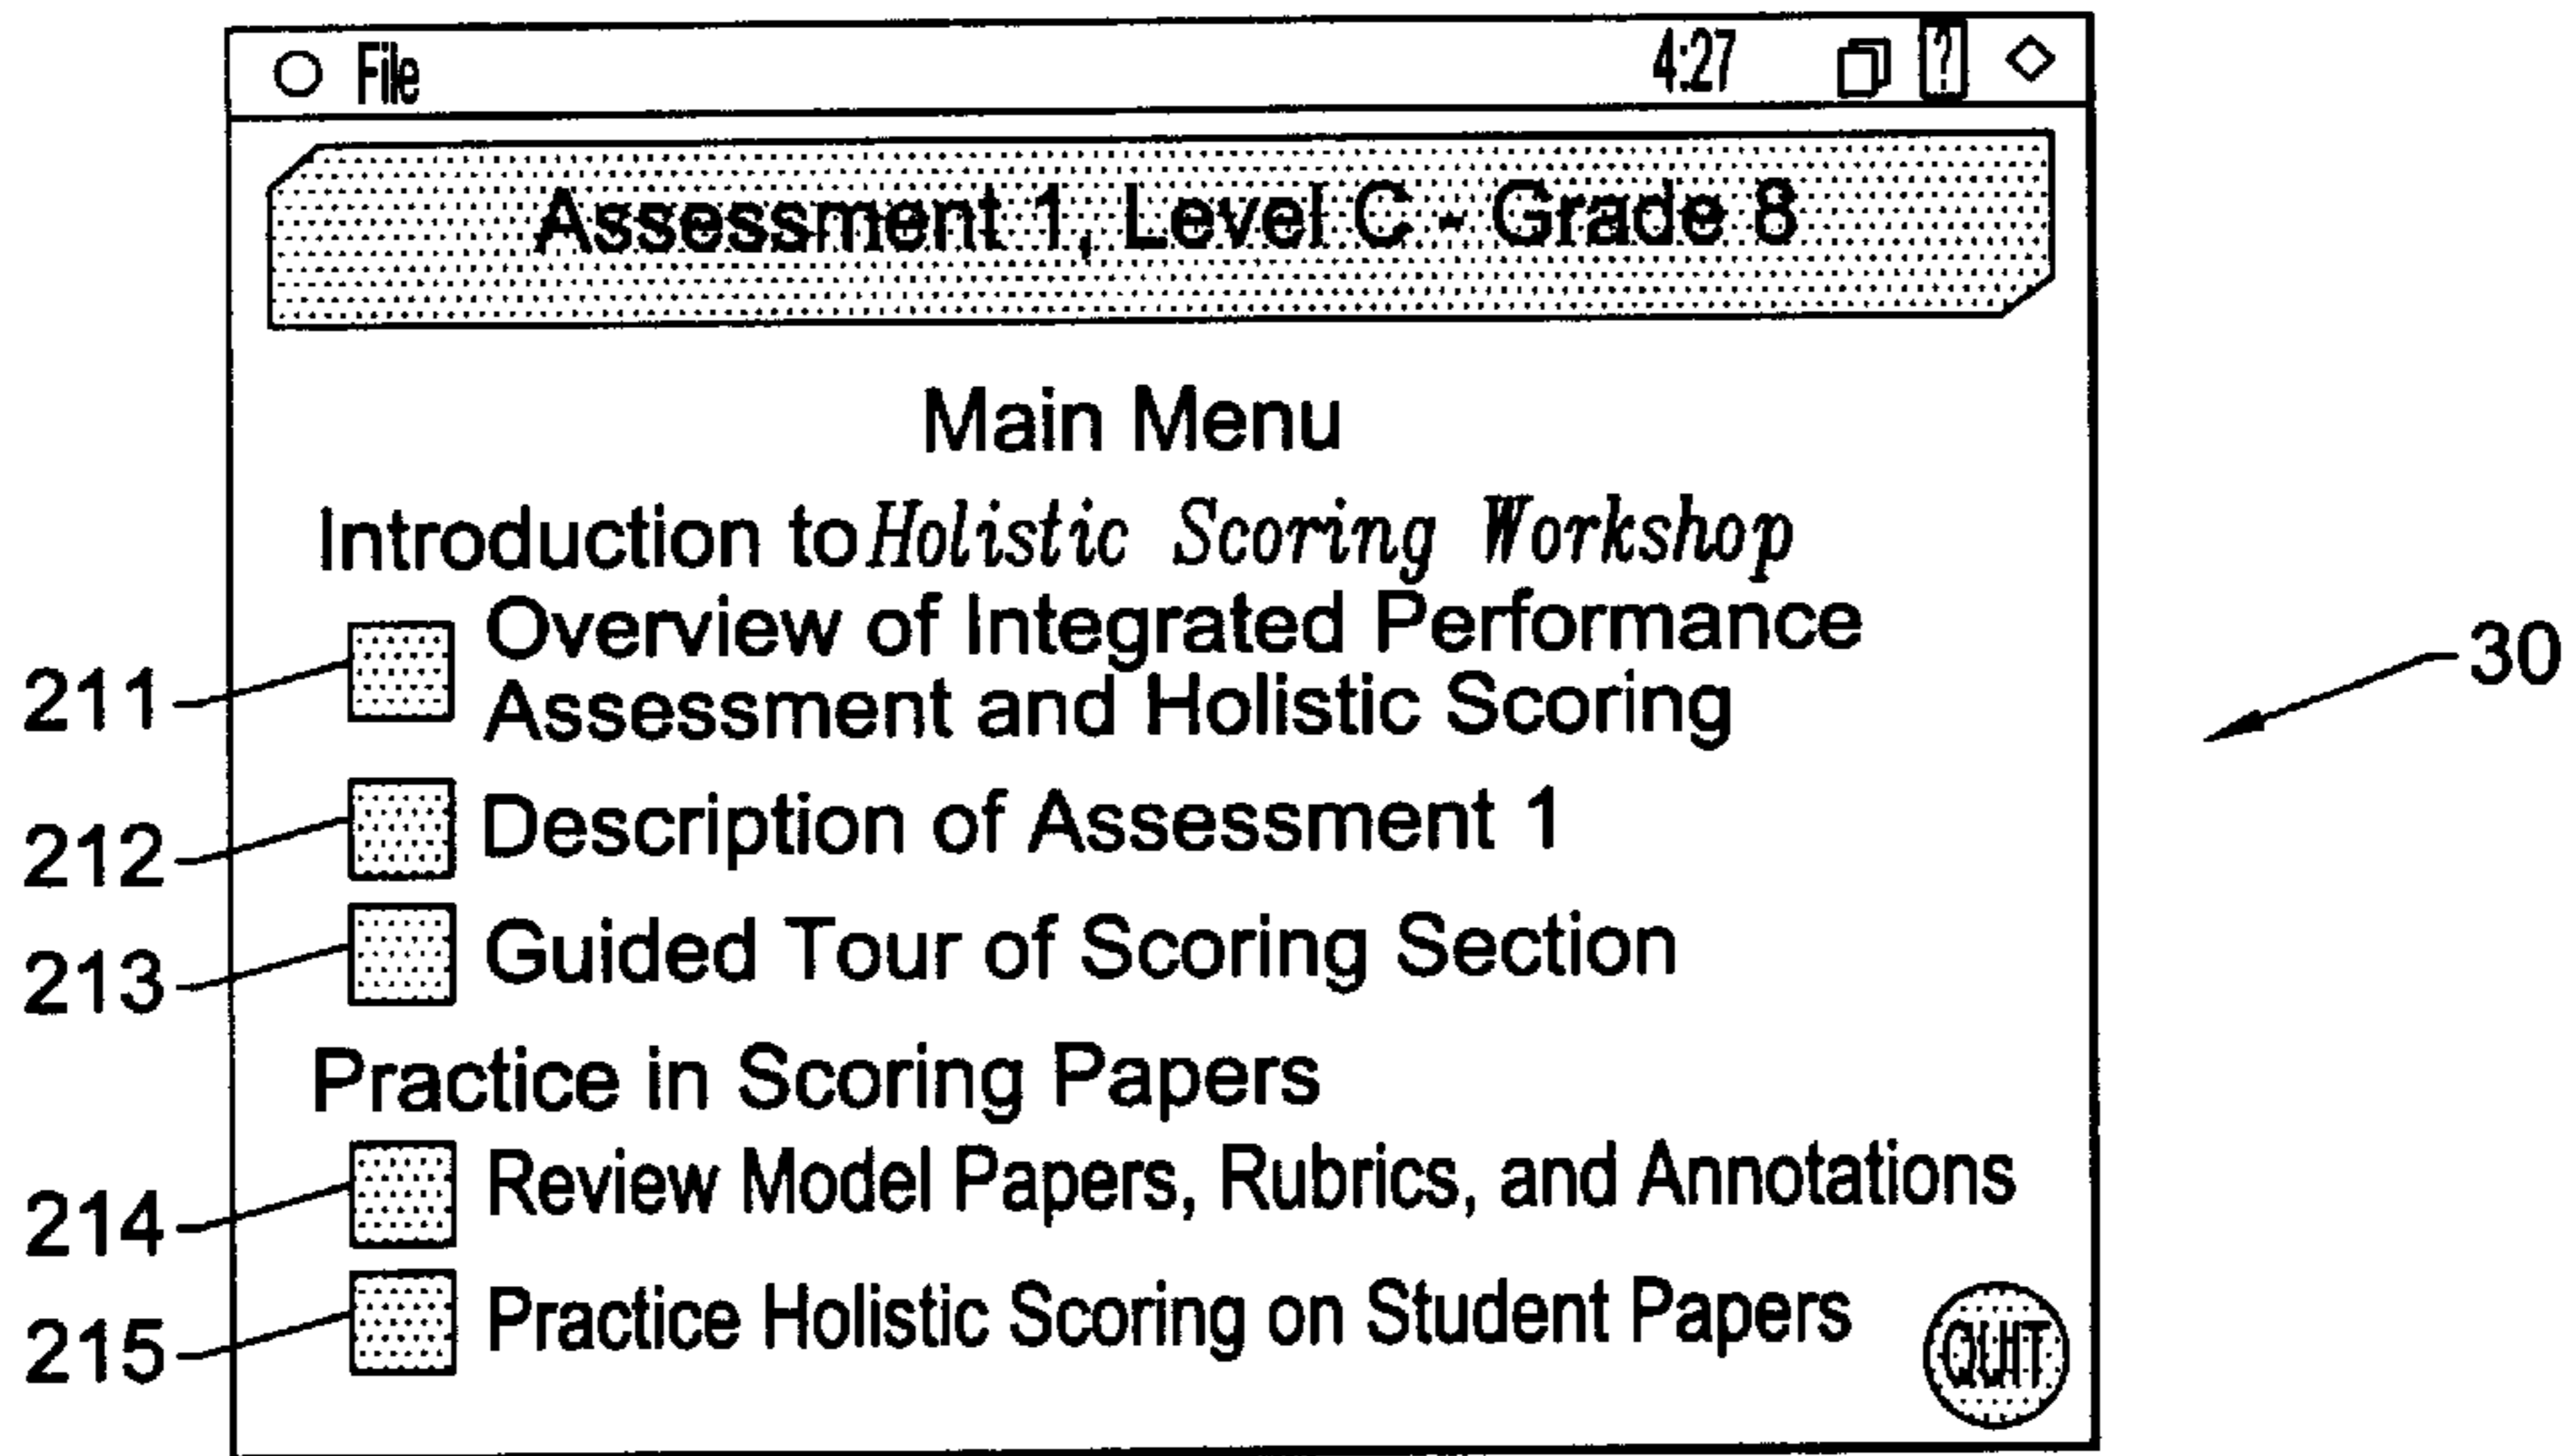 File 4:27 ?
Assessment 1, Level C - Grade 8
Main Menu
Introduction to Holistic Scoring Workshop
211 Overview of Integrated Performance
Assessment and Holistic Scoring
30
212 Description of Assessment 1
213 Guided Tour of Scoring Section
Practice in Scoring Papers
214 Review Model Papers, Rubrics, and Annotations
215 Practice Holistic Scoring on Student Papers
QUIT